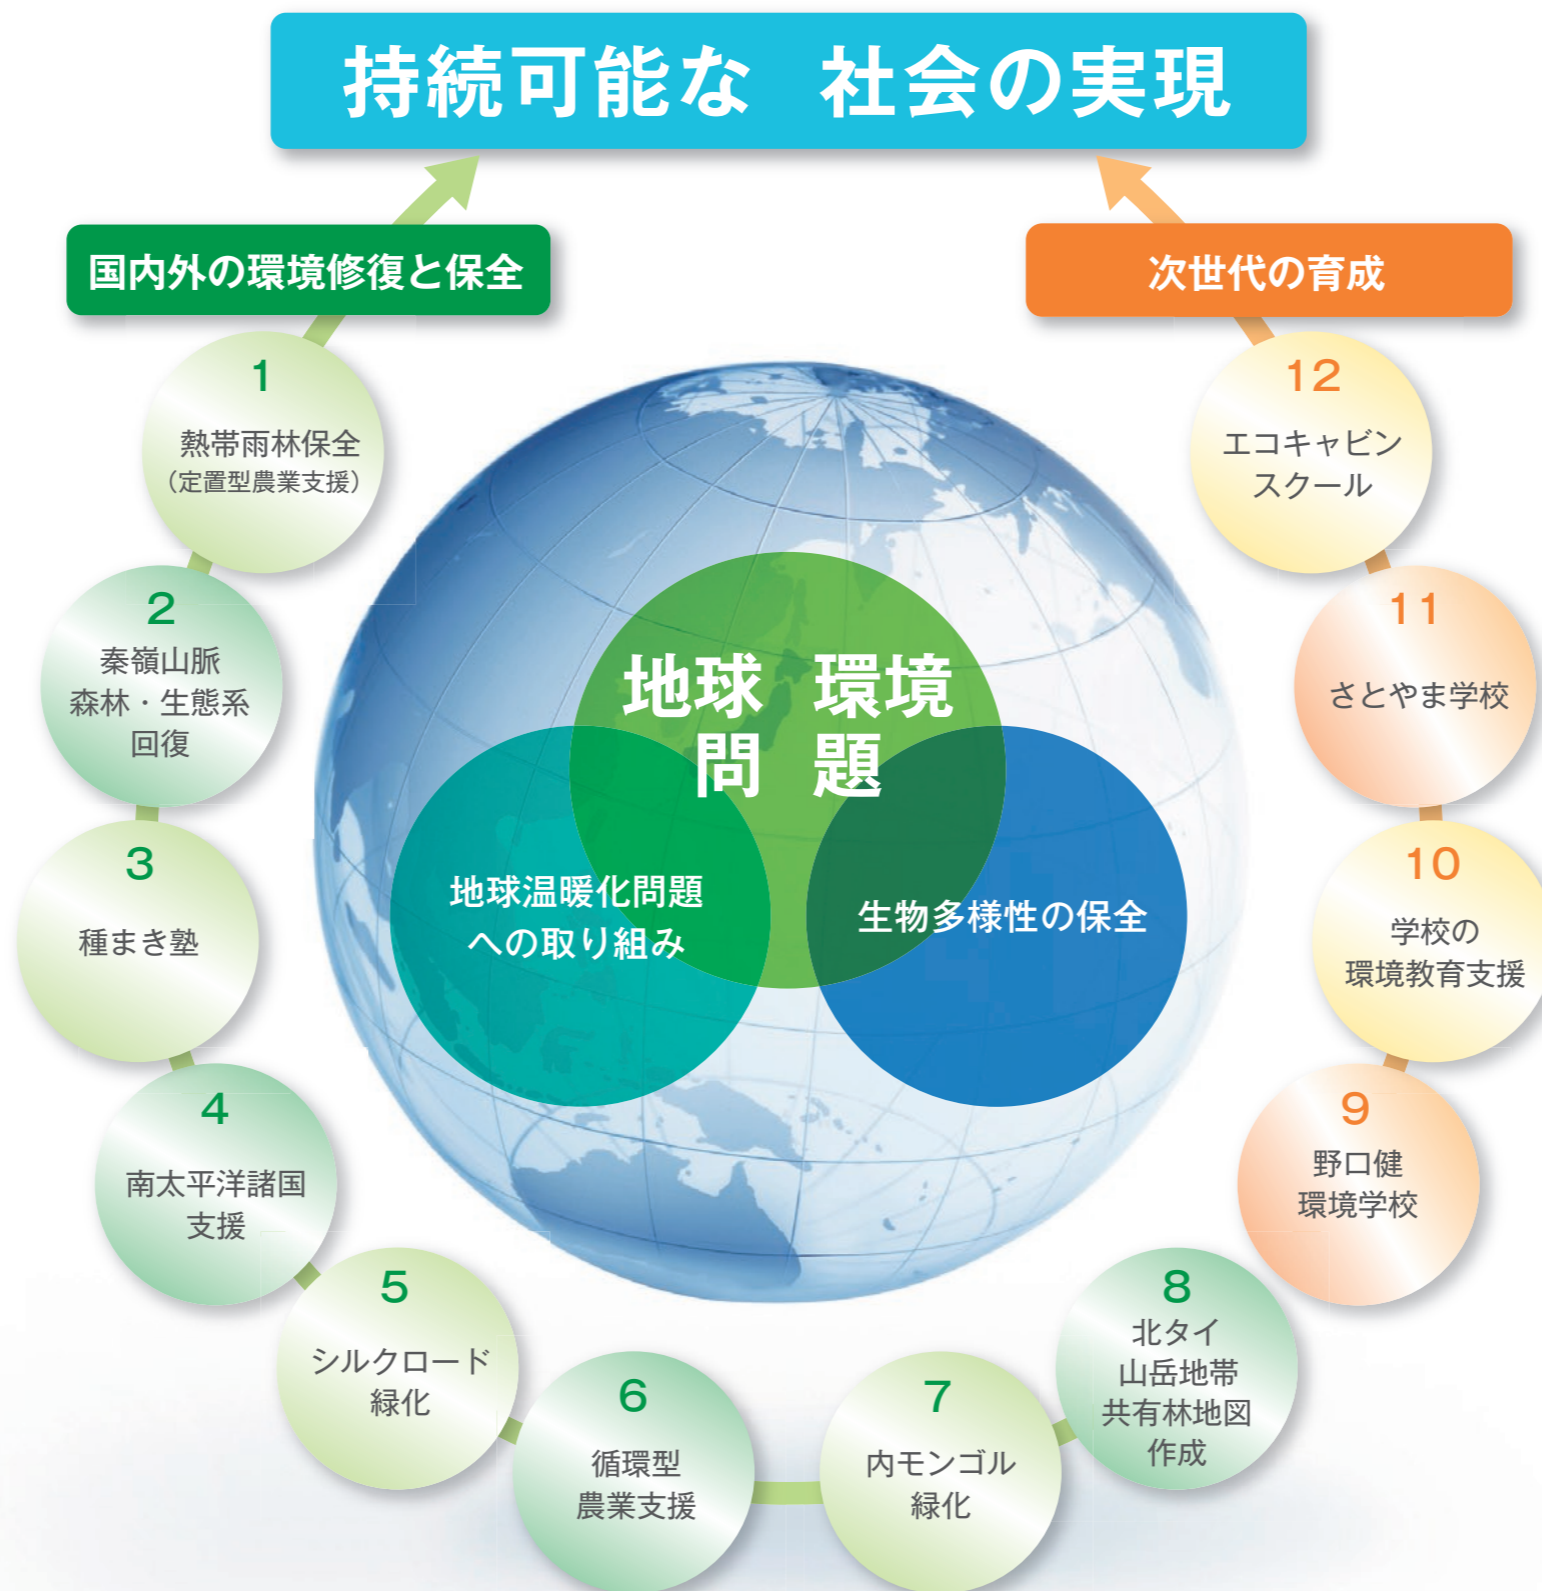 持続可能な 社会の実現
国内外の環境修復と保全
次世代の育成
1
熱帯雨林保全
（定置型農業支援）
2
秦嶺山脈
森林・生態系
回復
3
種まき塾
4
南太平洋諸国
支援
5
シルクロード
緑化
6
循環型
農業支援
7
内モンゴル
緑化
8
北タイ
山岳地帯
共有林地図
作成
9
野口健
環境学校
10
学校の
環境教育支援
11
さとやま学校
12
エコキャビン
スクール
地球 環境
問 題
地球温暖化問題
への取り組み
生物多様性の保全